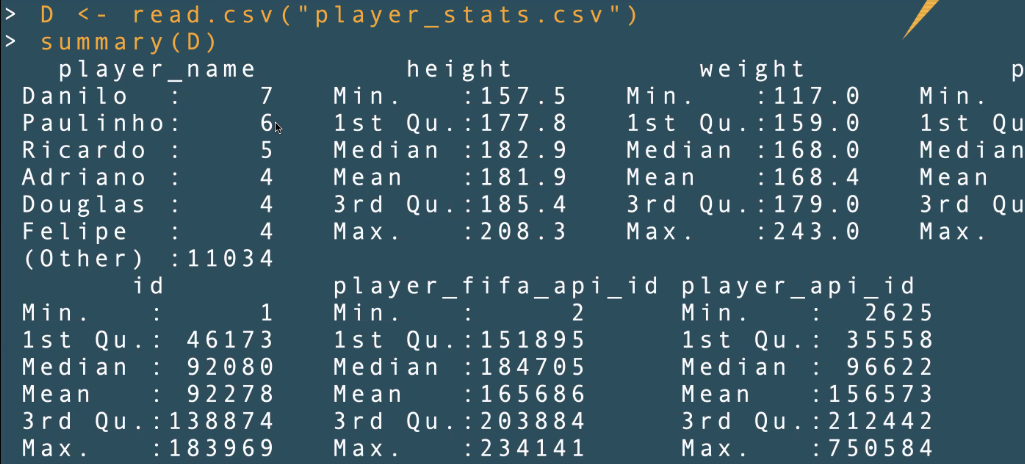 > D <- read.csv("player_stats.csv")
> summary(D)
player_name height weight p
Danilo : 7 Min. :157.5 Min. :117.0 Min.
Paulinho: 6 1st Qu.:177.8 1st Qu.:159.0 1st Qu
Ricardo : 5 Median :182.9 Median :168.0 Median
Adriano : 4 Mean :181.9 Mean :168.4 Mean
Douglas : 4 3rd Qu.:185.4 3rd Qu.:179.0 3rd Qu
Felipe : 4 Max. :208.3 Max. :243.0 Max.
(Other) :11034
id player_fifa_api_id player_api_id
Min. : 1 Min. : 2 Min. : 2625
1st Qu.: 46173 1st Qu.:151895 1st Qu.: 35558
Median : 92080 Median :184705 Median : 96622
Mean : 92278 Mean :165686 Mean :156573
3rd Qu.:138874 3rd Qu.:203884 3rd Qu.:212442
Max. :183969 Max. :234141 Max. :750584